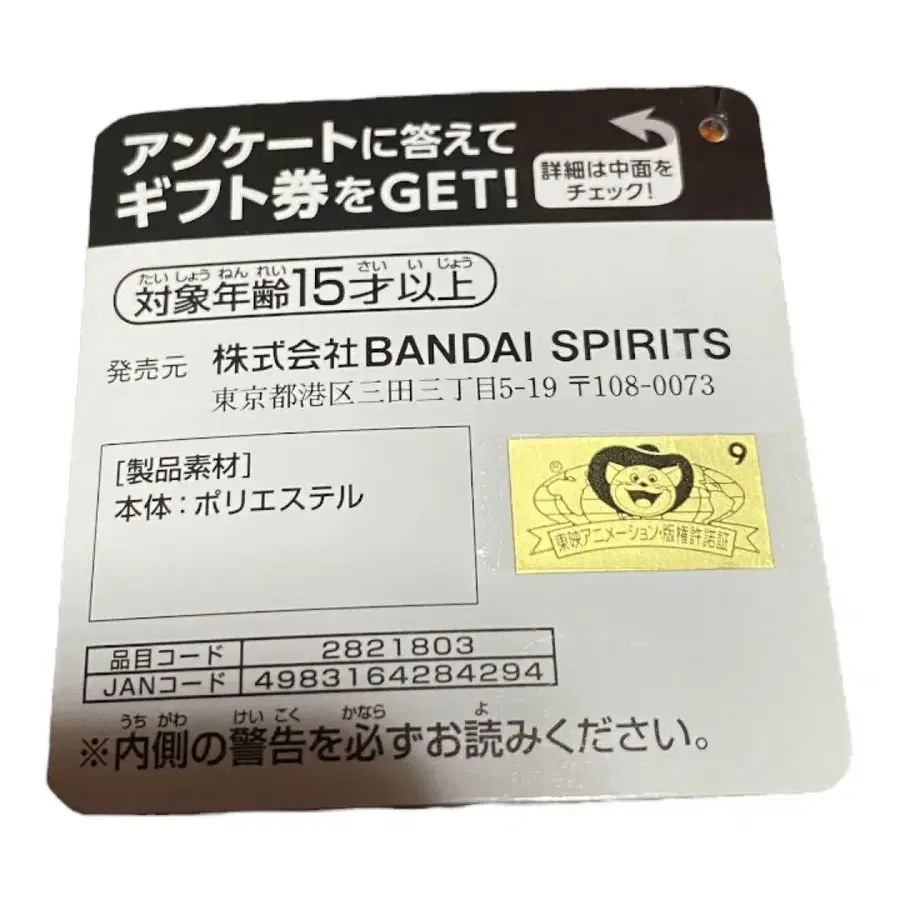 アンケートに答えて
ギフト券をGET!
詳細は中面を
チェック!
たいしょうねんれい さい い じょう
対象年齢15才以上
発売元 株式会社BANDAI SPIRITS
東京都港区三田三丁目5-19 〒108-0073
[製品素材]
本体:ポリエステル
® 9
東映アニメーション・版権許諾証
品目コード 2821803
JANコード 4983164284294
うちがわ けいこく かなら よ
※内側の警告を必ずお読みください。